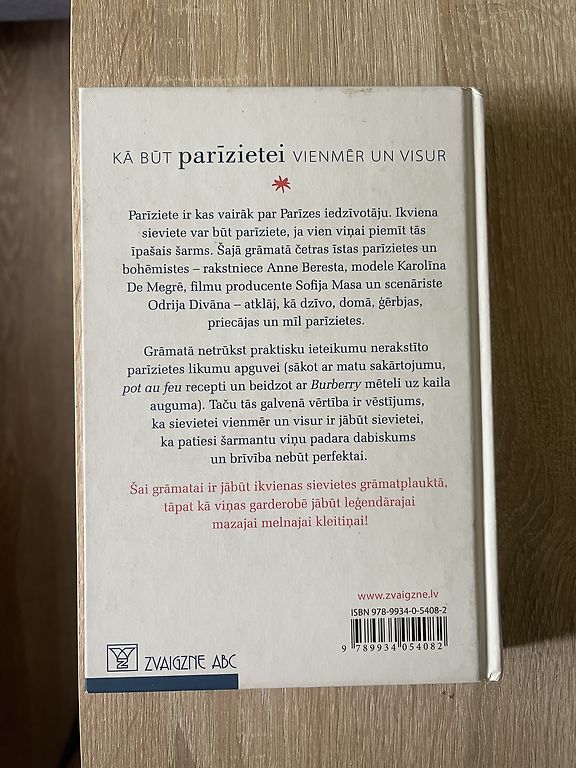 KĀ BŪT parīzietei VIENMĒR UN VISUR
Parīziete ir kas vairāk par Parīzes iedzīvotāju. Ikviena
sieviete var būt parīziete, ja vien viņai piemīt tās
īpašais šarms. Šajā grāmatā četras īstas parīzietes un
bohēmistes – rakstniece Anne Beresta, modele Karolīna
De Megrē, filmu producente Sofija Masa un scenāriste
Odrija Divāna – atklāj, kā dzīvo, domā, ģērbjas,
priecājas un mīl parīzietes.
Grāmatā netrūkst praktisku ieteikumu nerakstīto
parīzietes likumu apguvei (sākot ar matu sakārtojumu,
pot au feu recepti un beidzot ar Burberry mēteli uz kaila
auguma). Taču tās galvenā vērtība ir vēstījums,
ka sievietei vienmēr un visur ir jābūt sievietei,
ka patiesi šarmantu viņu padara dabiskums
un brīvība nebūt perfektai.
Šai grāmatai ir jābūt ikvienas sievietes grāmatplauktā,
tāpat kā viņas garderobē jābūt leģendārajai
mazajai melnajai kleitiņai!
www.zvaigzne.lv
ISBN 978-9934-0-5408-2
9 789934 054082
ZVAIGZNE ABC